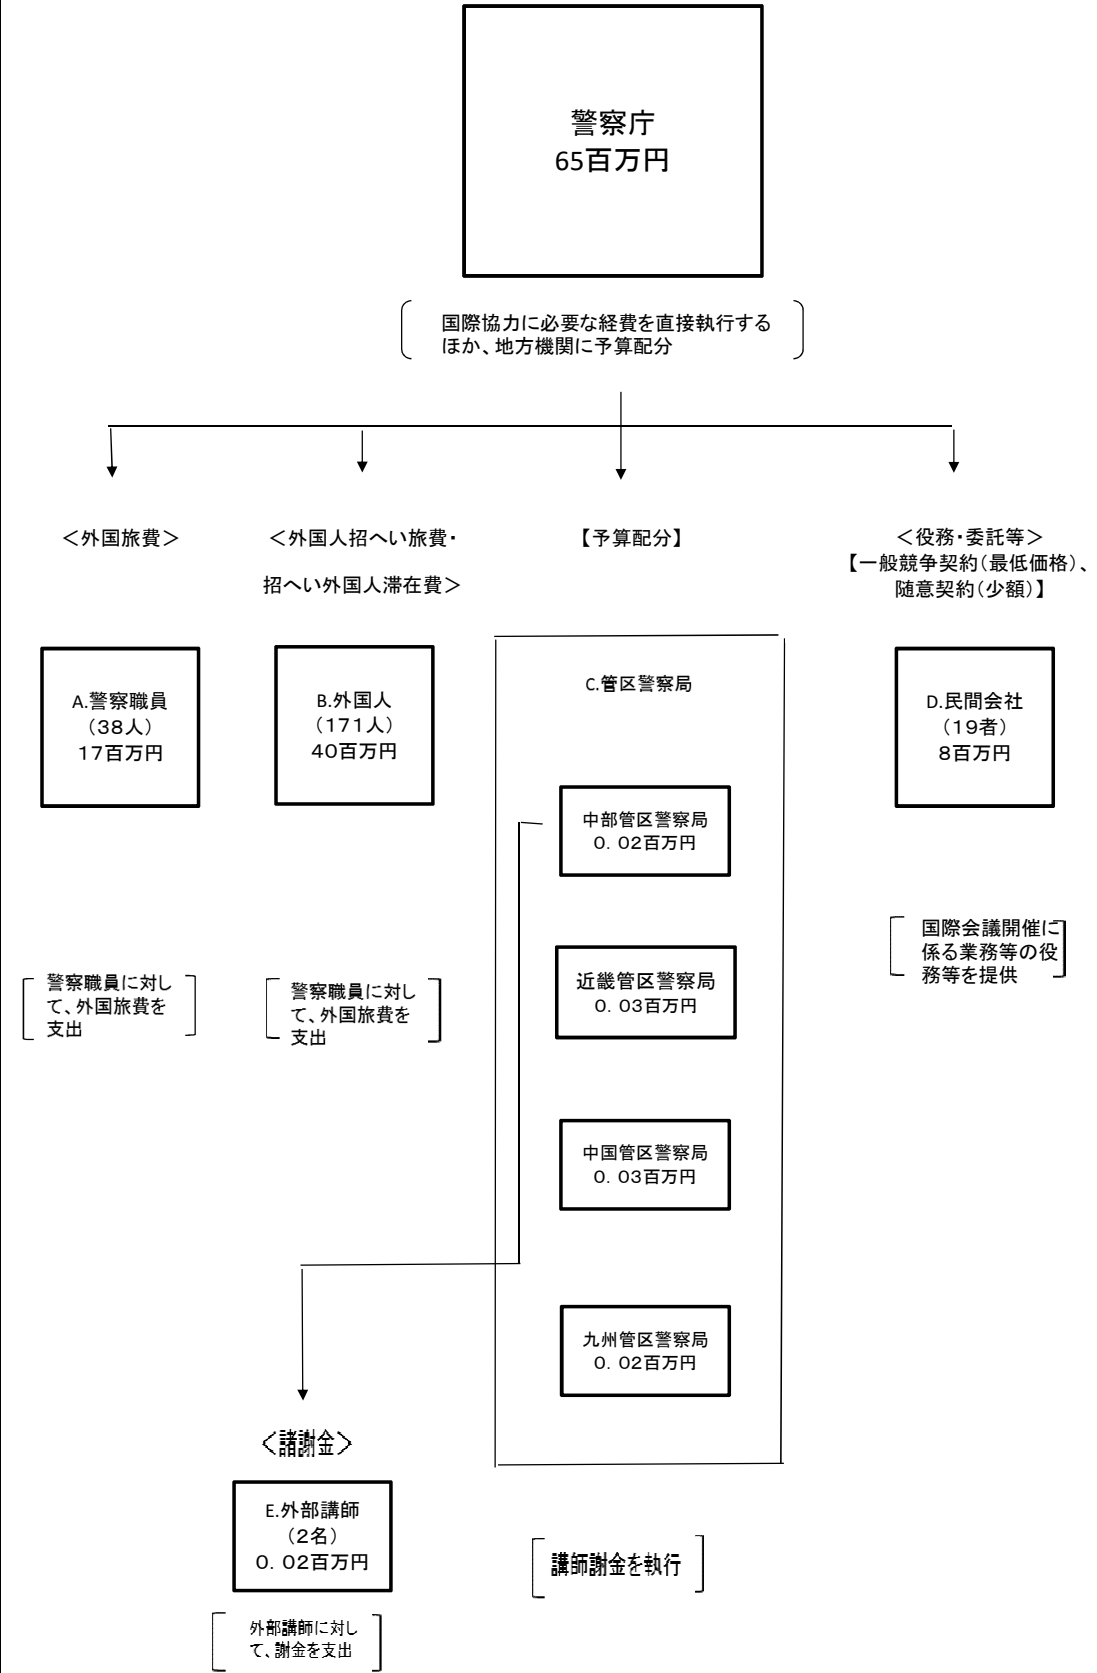 警察庁
65百万円
国際協力に必要な経費を直接執行する
ほか、地方機関に予算配分
＜外国旅費＞
＜外国人招へい旅費・
招へい外国人滞在費＞
【予算配分】
＜役務・委託等＞
【一般競争契約（最低価格）、
随意契約（少額）】
A.警察職員
（38人）
17百万円
B.外国人
（171人）
40百万円
C.管区警察局
D.民間会社
（19者）
8百万円
中部管区警察局
０．０２百万円
近畿管区警察局
０．０３百万円
中国管区警察局
０．０３百万円
九州管区警察局
０．０２百万円
警察職員に対し
て、外国旅費を
支出
警察職員に対し
て、外国旅費を
支出
国際会議開催に
係る業務等の役
務等を提供
＜諸謝金＞
E.外部講師
（2名）
０．０２百万円
講師謝金を執行
外部講師に対し
て、謝金を支出